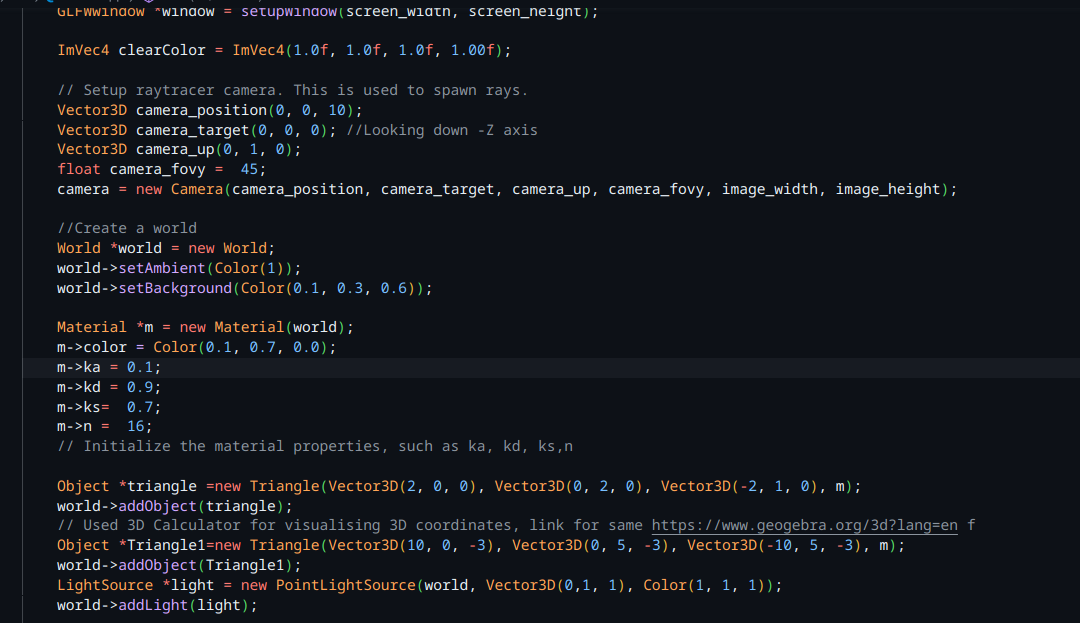 GLFWwindow *window = setupWindow(screen_width, screen_height);
ImVec4 clearColor = ImVec4(1.0f, 1.0f, 1.0f, 1.00f);
// Setup raytracer camera. This is used to spawn rays.
Vector3D camera_position(0, 0, 10);
Vector3D camera_target(0, 0, 0); //Looking down -Z axis
Vector3D camera_up(0, 1, 0);
float camera_fovy =  45;
camera = new Camera(camera_position, camera_target, camera_up, camera_fovy, image_width, image_height);
//Create a world
World *world = new World;
world->setAmbient(Color(1));
world->setBackground(Color(0.1, 0.3, 0.6));
Material *m = new Material(world);
m->color = Color(0.1, 0.7, 0.0);
m->ka = 0.1;
m->kd = 0.9;
m->ks=  0.7;
m->n =  16;
// Initialize the material properties, such as ka, kd, ks,n
Object *triangle =new Triangle(Vector3D(2, 0, 0), Vector3D(0, 2, 0), Vector3D(-2, 1, 0), m);
world->addObject(triangle);
// Used 3D Calculator for visualising 3D coordinates, link for same https://www.geogebra.org/3d?lang=en f
Object *Triangle1=new Triangle(Vector3D(10, 0, -3), Vector3D(0, 5, -3), Vector3D(-10, 5, -3), m);
world->addObject(Triangle1);
LightSource *light = new PointLightSource(world, Vector3D(0,1, 1), Color(1, 1, 1));
world->addLight(light);